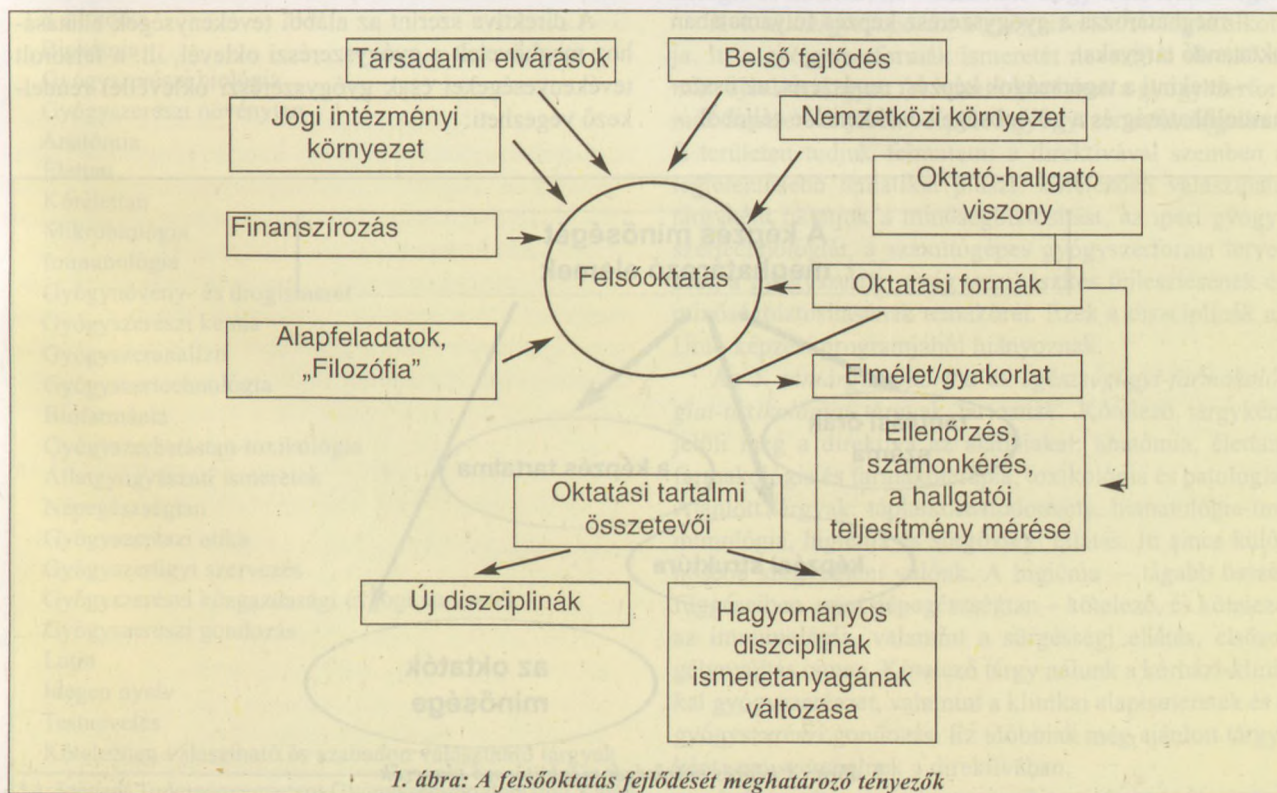 Társadalmi elvárások
Belső fejlődés
Jogi intézményi
környezet
Nemzetközi környezet
Oktató-hallgató
viszony
Finanszírozás
Felsőoktatás
Oktatási formák
Alapfeladatok,
„Filozófia”
Elmélet/gyakorlat
Ellenőrzés,
számonkérés,
a hallgatói
teljesítmény mérése
Oktatási tartalmi
összetevői
Új diszciplinák
Hagyományos
diszciplinák
ismeretanyagának
változása
1. ábra: A felsőoktatás fejlődését meghatározó tényezők